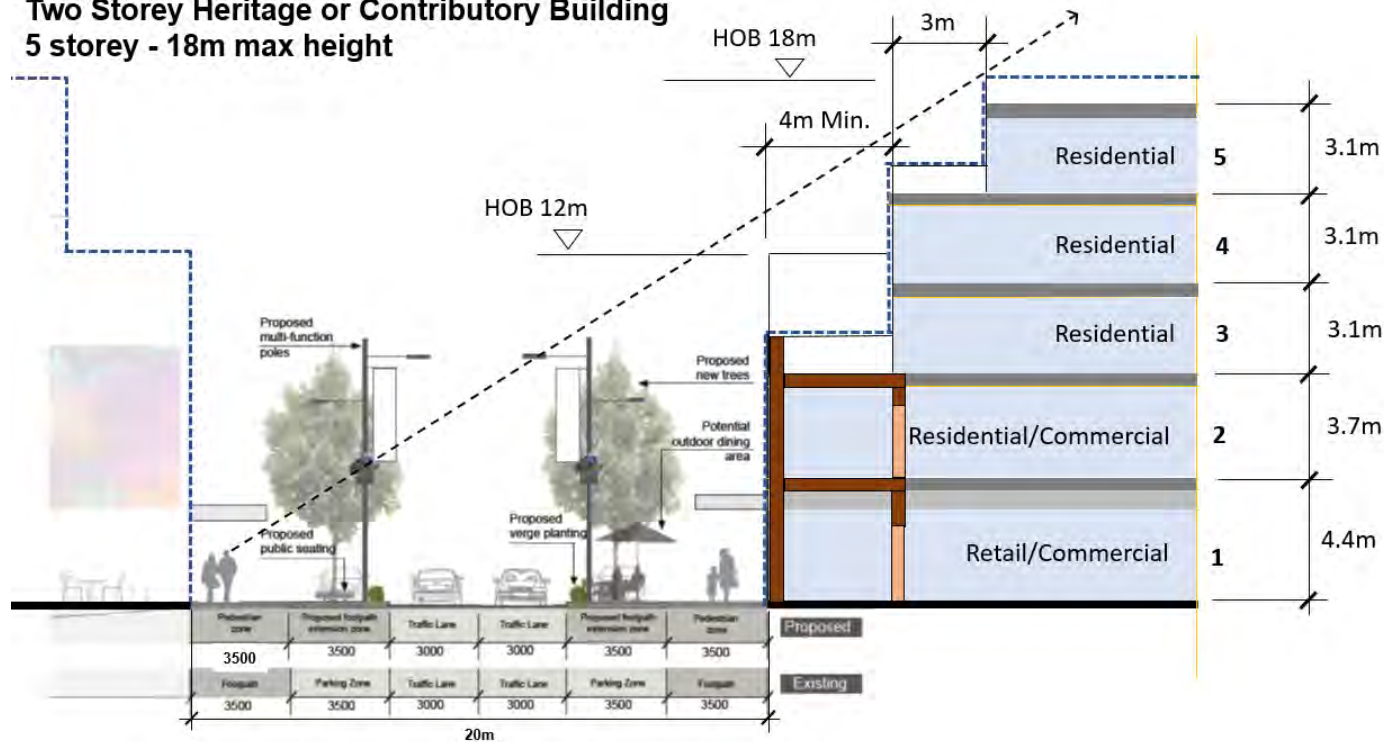 Two Storey Heritage or Contributory Building
5 storey - 18m max height
HOB 18m
3m
4m Min.
HOB 12m
Residential 5 3.1m
Residential 4 3.1m
Residential 3 3.1m
Residential/Commercial 2 3.7m
Retail/Commercial 1 4.4m
Proposed
multi-function
poles
Proposed
new trees
Potential
outdoor dining
area
Proposed
public seating
Proposed
verge planting
Pedestrian
zone
Proposed footpath
extension zone
Traffic Lane
Traffic Lane
Proposed footpath
extension zone
Pedestrian
zone
Proposed
3500 3500 3000 3000 3500 3500
Footpath Parking Zone Traffic Lane Traffic Lane Parking Zone Footpath
Existing
3500 3500 3000 3000 3500 3500
20m